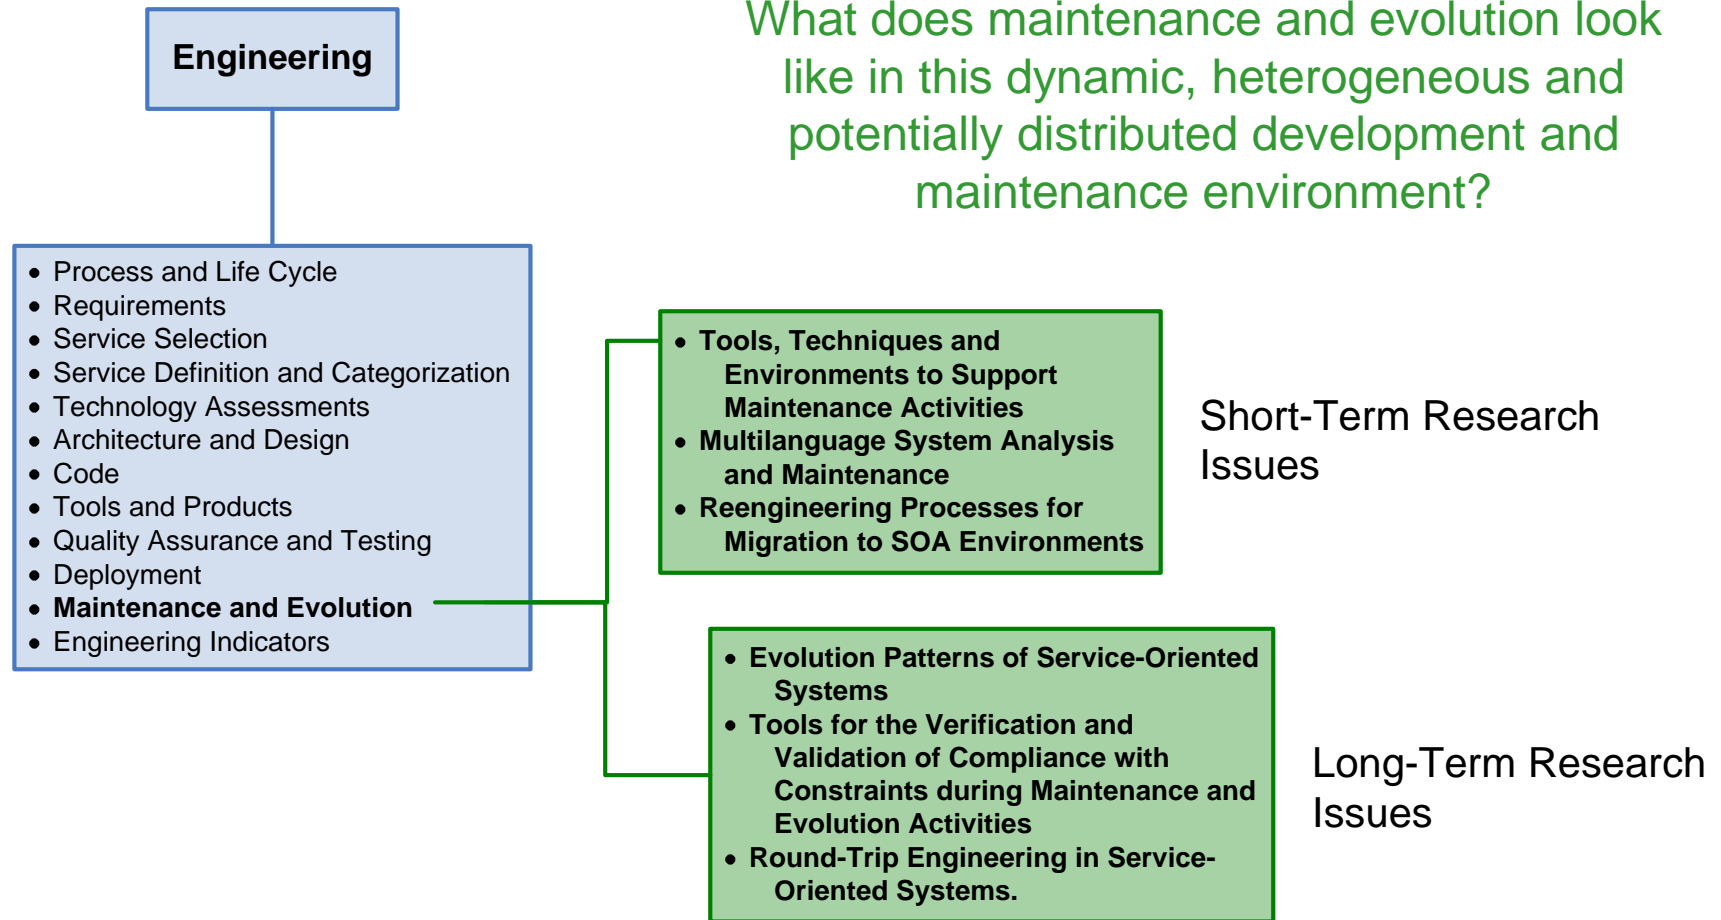 What does maintenance and evolution look
like in this dynamic, heterogeneous and
potentially distributed development and
maintenance environment?
Engineering
• Process and Life Cycle
• Requirements
• Service Selection
• Service Definition and Categorization
• Technology Assessments
• Architecture and Design
• Code
• Tools and Products
• Quality Assurance and Testing
• Deployment
• Maintenance and Evolution
• Engineering Indicators
• Tools, Techniques and
Environments to Support
Maintenance Activities
• Multilanguage System Analysis
and Maintenance
• Reengineering Processes for
Migration to SOA Environments
Short-Term Research
Issues
• Evolution Patterns of Service-Oriented
Systems
• Tools for the Verification and
Validation of Compliance with
Constraints during Maintenance and
Evolution Activities
• Round-Trip Engineering in Service-
Oriented Systems.
Long-Term Research
Issues